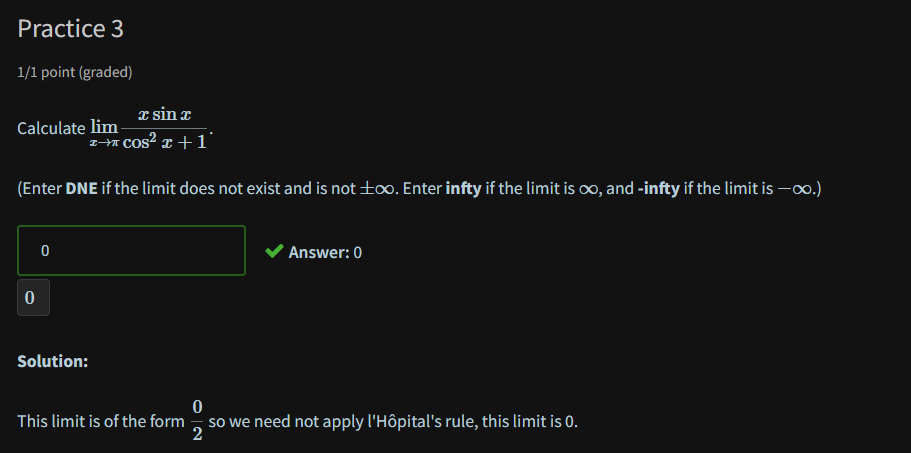 Practice 3
1/1 point (graded)
Calculate lim x→π x sin x / cos² x + 1.
(Enter DNE if the limit does not exist and is not ±∞. Enter infty if the limit is ∞, and -infty if the limit is −∞.)
0
Answer: 0
0
Solution:
This limit is of the form 0/2 so we need not apply l'Hôpital's rule, this limit is 0.